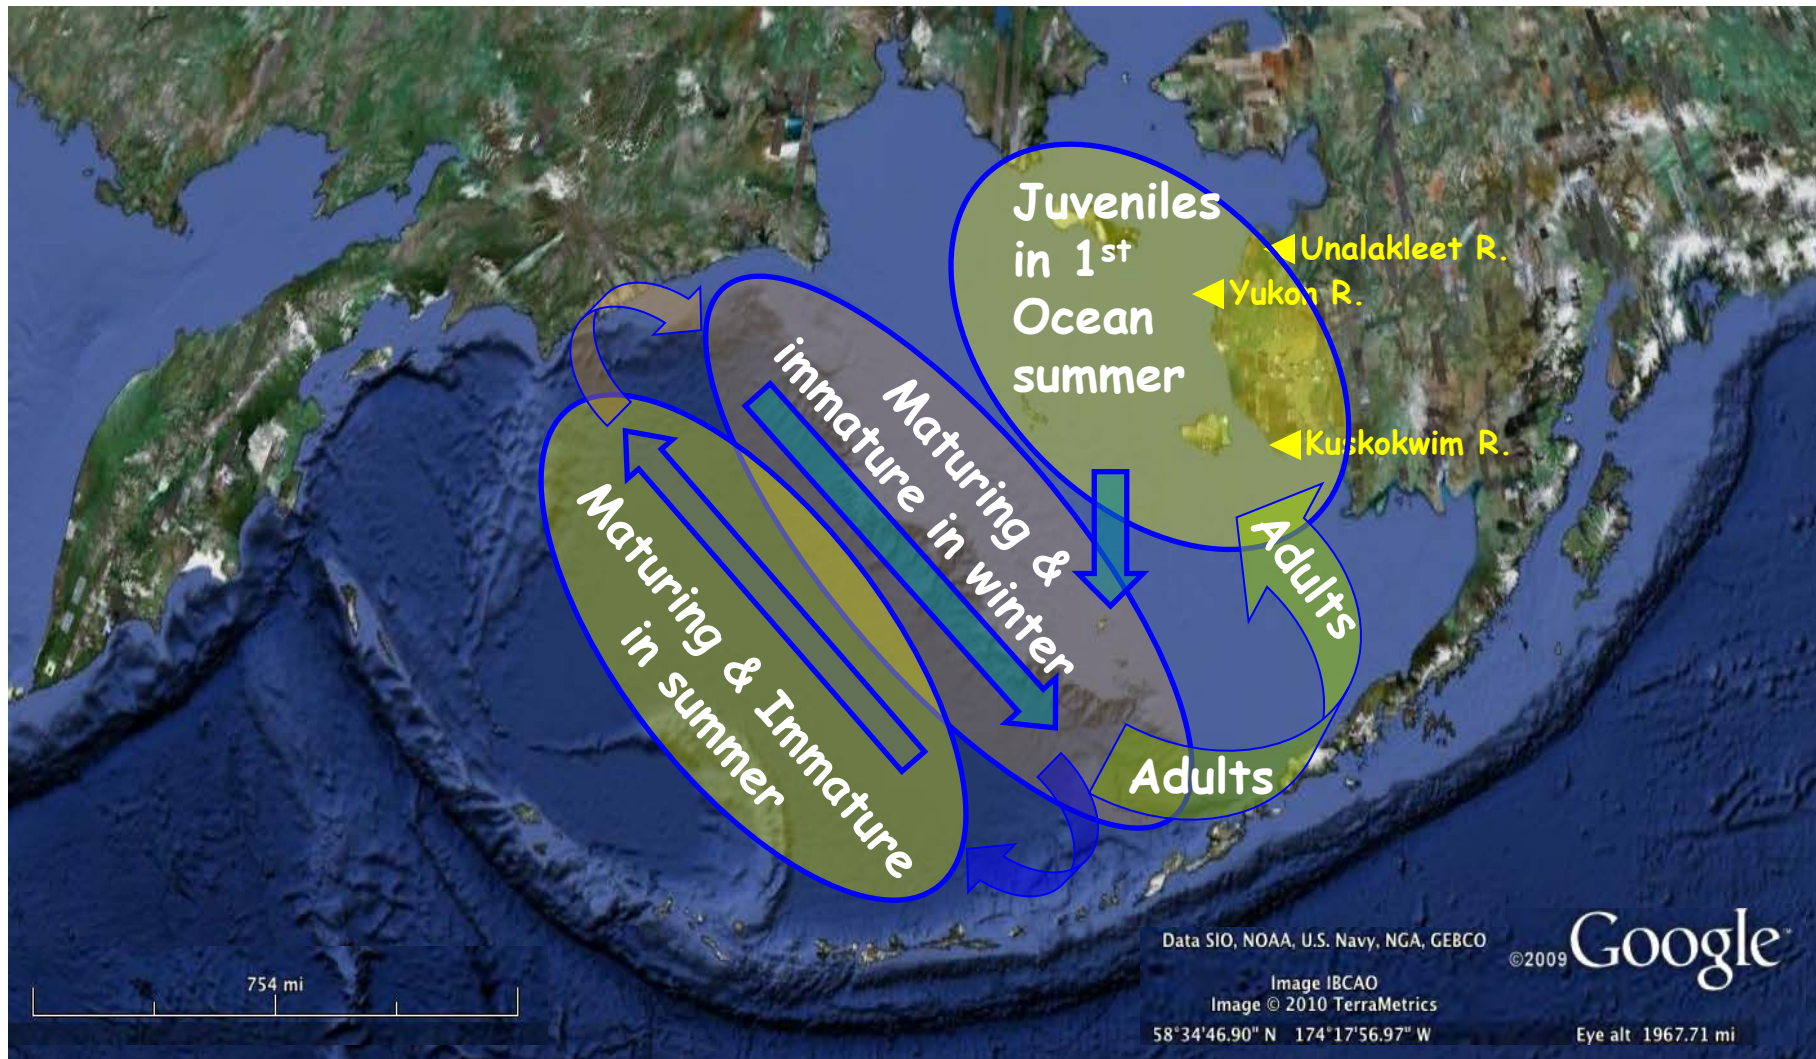 Juveniles
in 1st
Ocean
summer
Unalakleet R.
Yukon R.
Kuskokwim R.
Maturing &
immature in winter
Maturing & Immature
in summer
Adults
Adults
754 mi
Data SIO, NOAA, U.S. Navy, NGA, GEBCO
©2009 Google™
Image IBCAO
Image © 2010 TerraMetrics
58°34'46.90" N 174°17'56.97" W
Eye alt 1967.71 mi